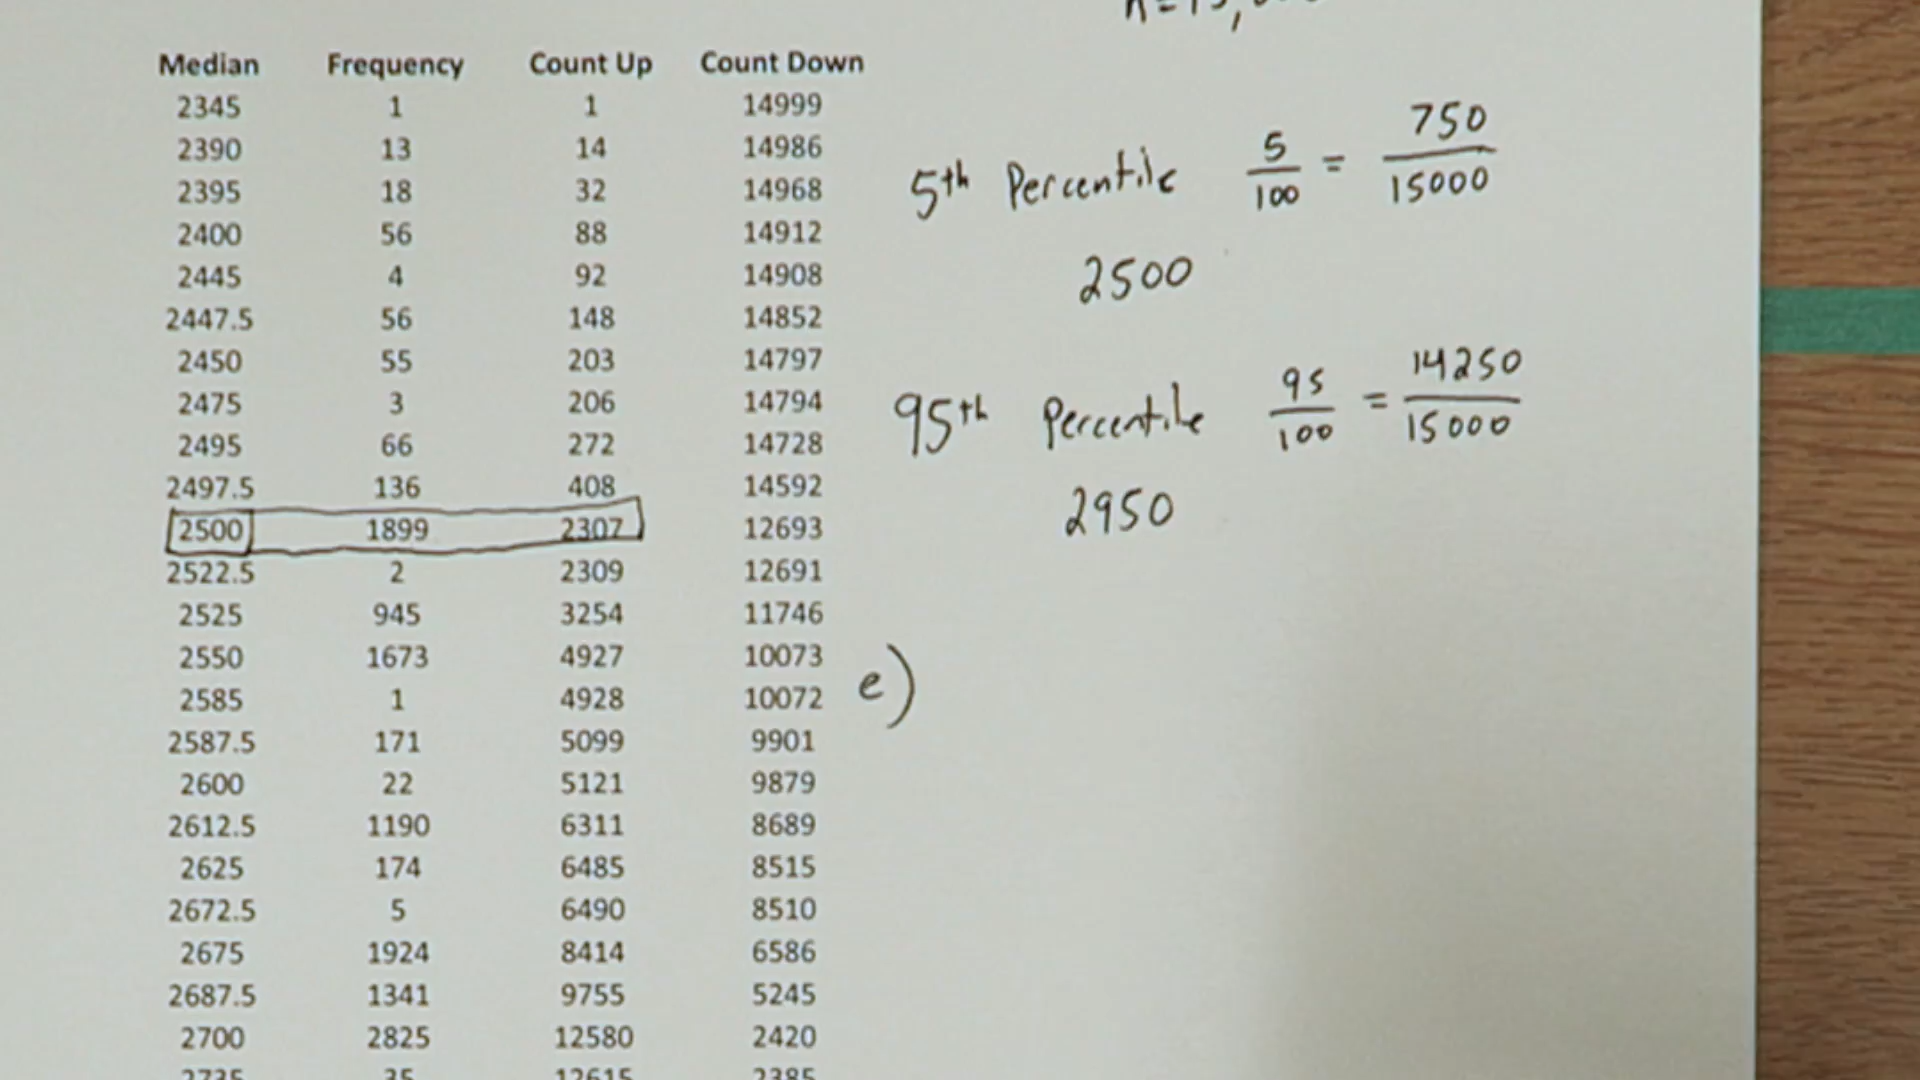 Median Frequency Count Up Count Down
2345 1 1 14999
2390 13 14 14986
2395 18 32 14968
2400 56 88 14912
2445 4 92 14908
2447.5 56 148 14852
2450 55 203 14797
2475 3 206 14794
2495 66 272 14728
2497.5 136 408 14592
2500 1899 2307 12693
2522.5 2 2309 12691
2525 945 3254 11746
2550 1673 4927 10073
2585 1 4928 10072
2587.5 171 5099 9901
2600 22 5121 9879
2612.5 1190 6311 8689
2625 174 6485 8515
2672.5 5 6490 8510
2675 1924 8414 6586
2687.5 1341 9755 5245
2700 2825 12580 2420
2735 35 12615 2385
5th Percentile 5/100 = 750/15000
2500
95th Percentile 95/100 = 14250/15000
2950
e)